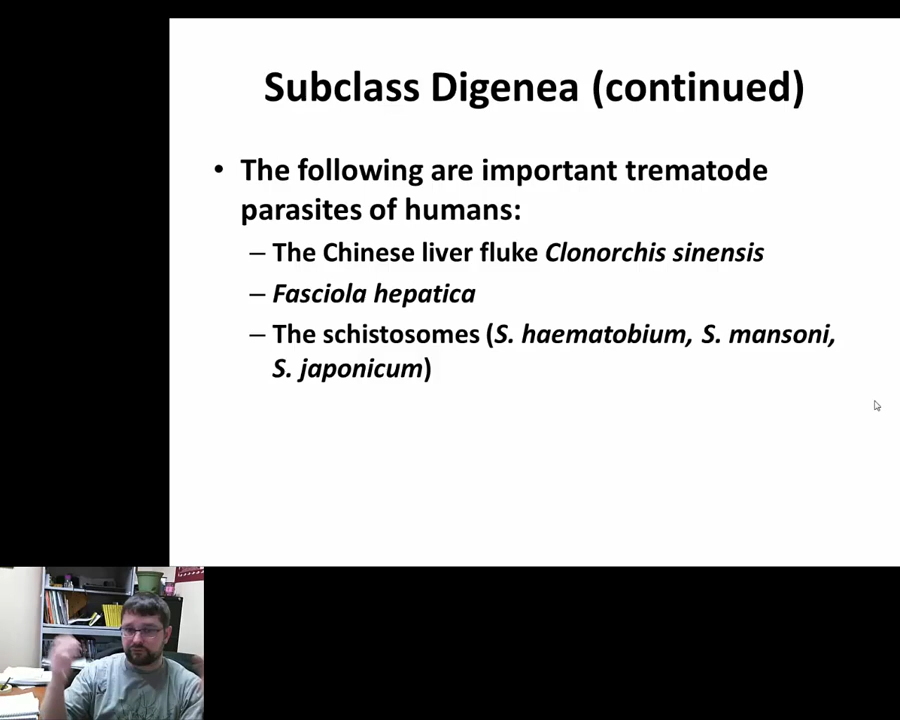 Subclass Digenea (continued)
• The following are important trematode
parasites of humans:
– The Chinese liver fluke Clonorchis sinensis
– Fasciola hepatica
– The schistosomes (S. haematobium, S. mansoni,
S. japonicum)